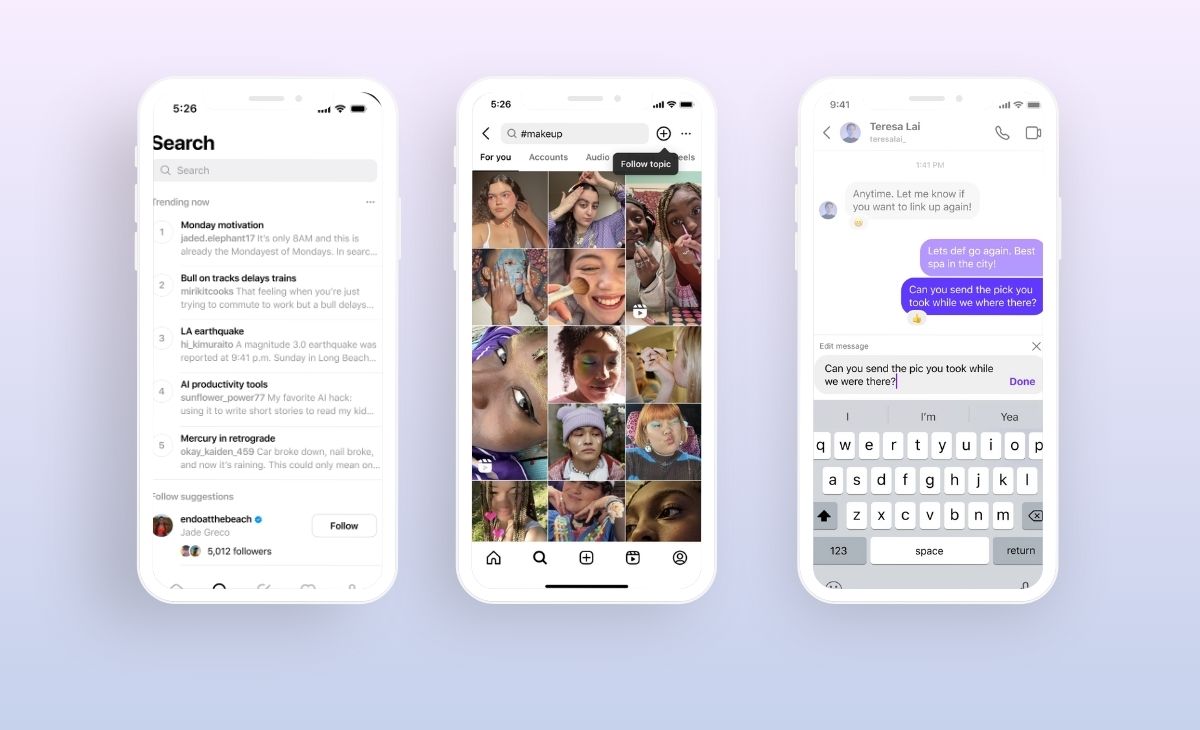 5:26
Search
Search
Trending now
1
Monday motivation
jaded.elephant17 It's only 8AM and this is
already the Mondayest of Mondays. In searc...
2
Bull on tracks delays trains
mirikitcooks That feeling when you're just
trying to commute to work but a bull delays...
3
LA earthquake
hi_kimuraito A magnitude 3.0 earthquake was
reported at 9:41 p.m. Sunday in Long Beach...
4
AI productivity tools
sunflower_power77 My favorite AI hack:
using it to write short stories to read my kid...
5
Mercury in retrograde
okay_kaiden_459 Car broke down, nail broke,
and now it's raining. This could only mean on...
Follow suggestions
endoatthebeach
Jade Greco
Follow
5,012 followers
5:26
#makeup
For you Accounts Audio eels
Follow topic
9:41
Teresa Lai
teresalai_
1:41 PM
Anytime. Let me know if
you want to link up again!
Lets def go again. Best
spa in the city!
Can you send the pick you
took while we where there?
Edit message
Can you send the pic you took while
we were there?
Done
I I'm Yea
q w e r t y u i o p
a s d f g h j k l
z x c v b n m
123 space return